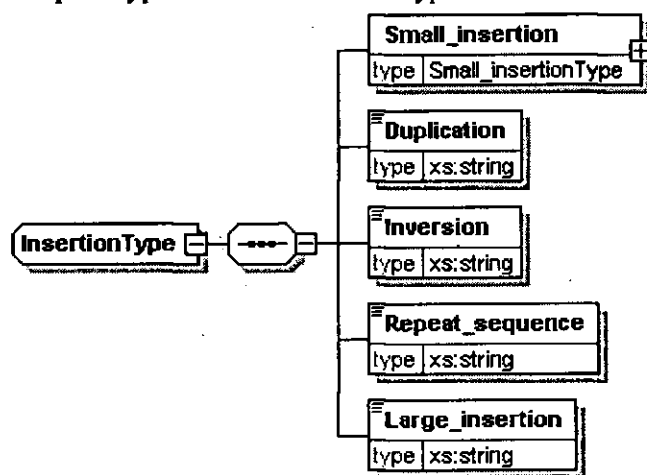 Small_insertion
type Small_insertionType
Duplication
type xs:string
InsertionType
Inversion
type xs:string
Repeat_sequence
type xs:string
Large_insertion
type xs:string